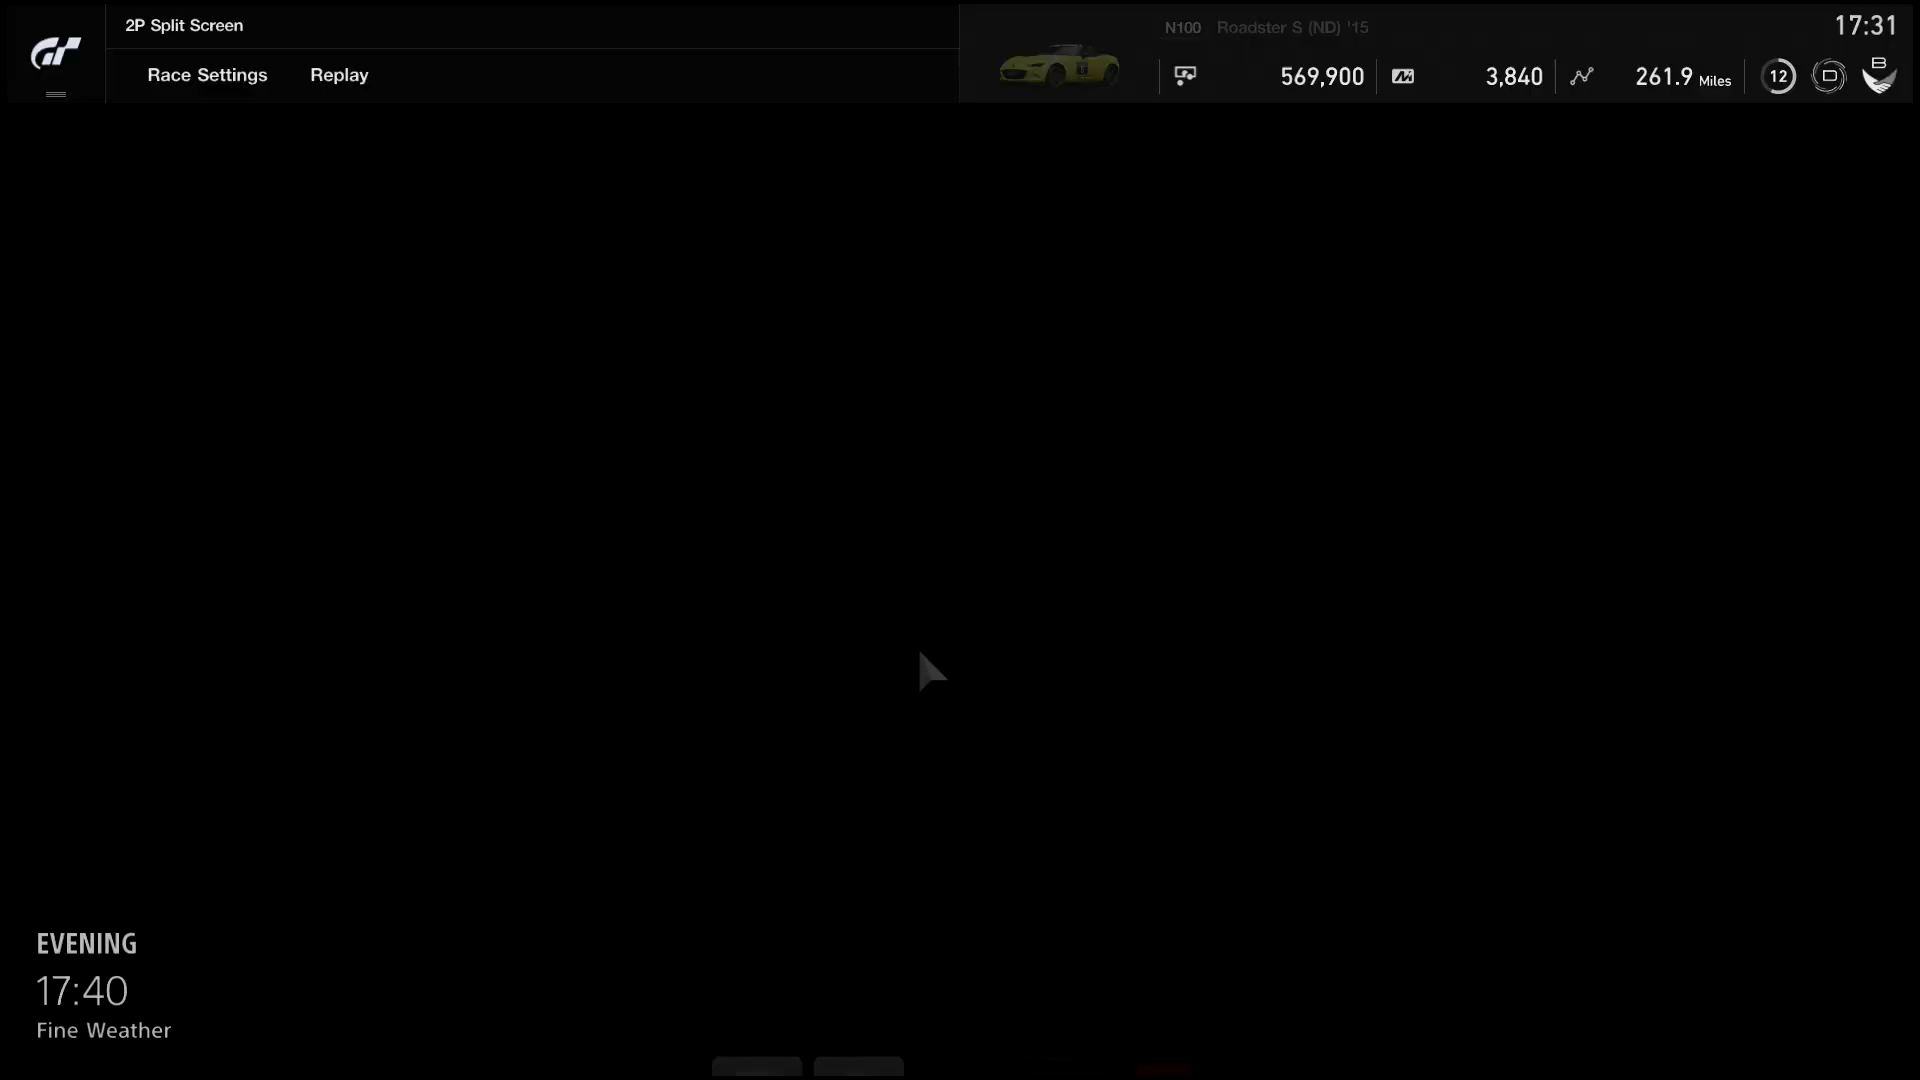 2P Split Screen
Race Settings Replay
N100 Roadster S (ND) '15
17:31
569,900
3,840
261.9 Miles
12
D
B
EVENING
17:40
Fine Weather